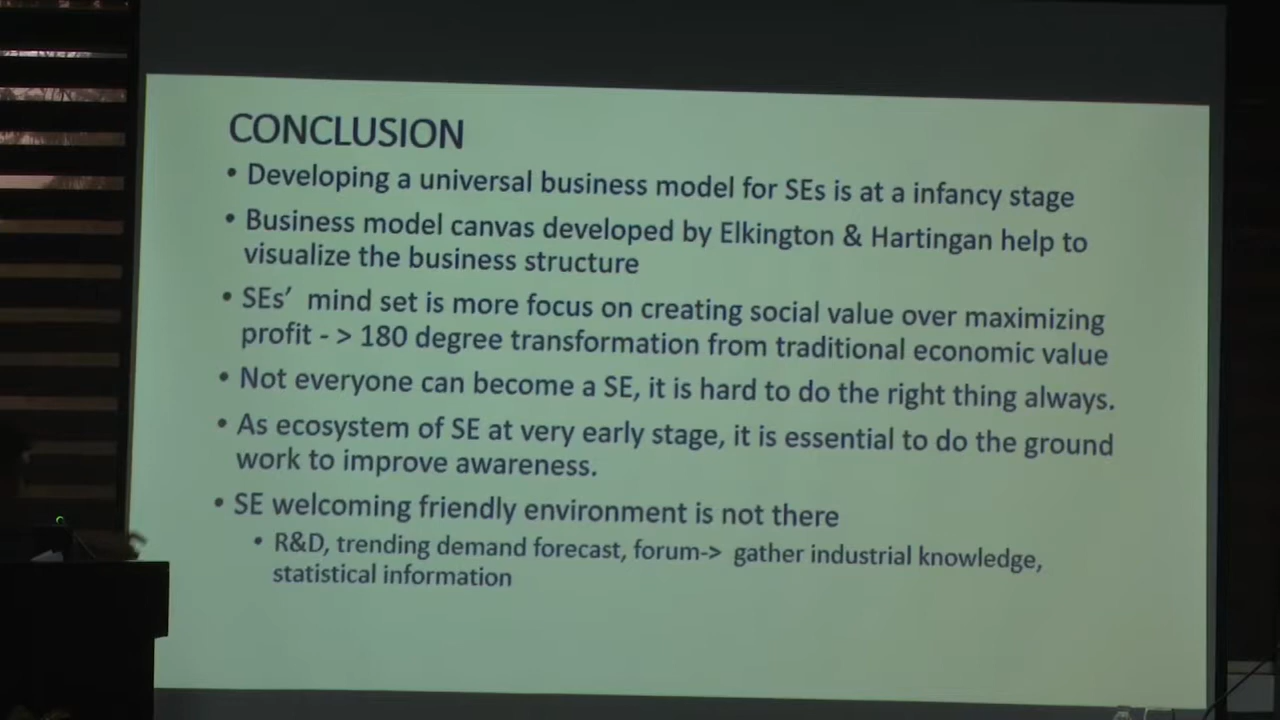 CONCLUSION
• Developing a universal business model for SEs is at a infancy stage
• Business model canvas developed by Elkington & Hartingan help to
visualize the business structure
• SEs’ mind set is more focus on creating social value over maximizing
profit - > 180 degree transformation from traditional economic value
• Not everyone can become a SE, it is hard to do the right thing always.
• As ecosystem of SE at very early stage, it is essential to do the ground
work to improve awareness.
• SE welcoming friendly environment is not there
• R&D, trending demand forecast, forum-> gather industrial knowledge,
statistical information